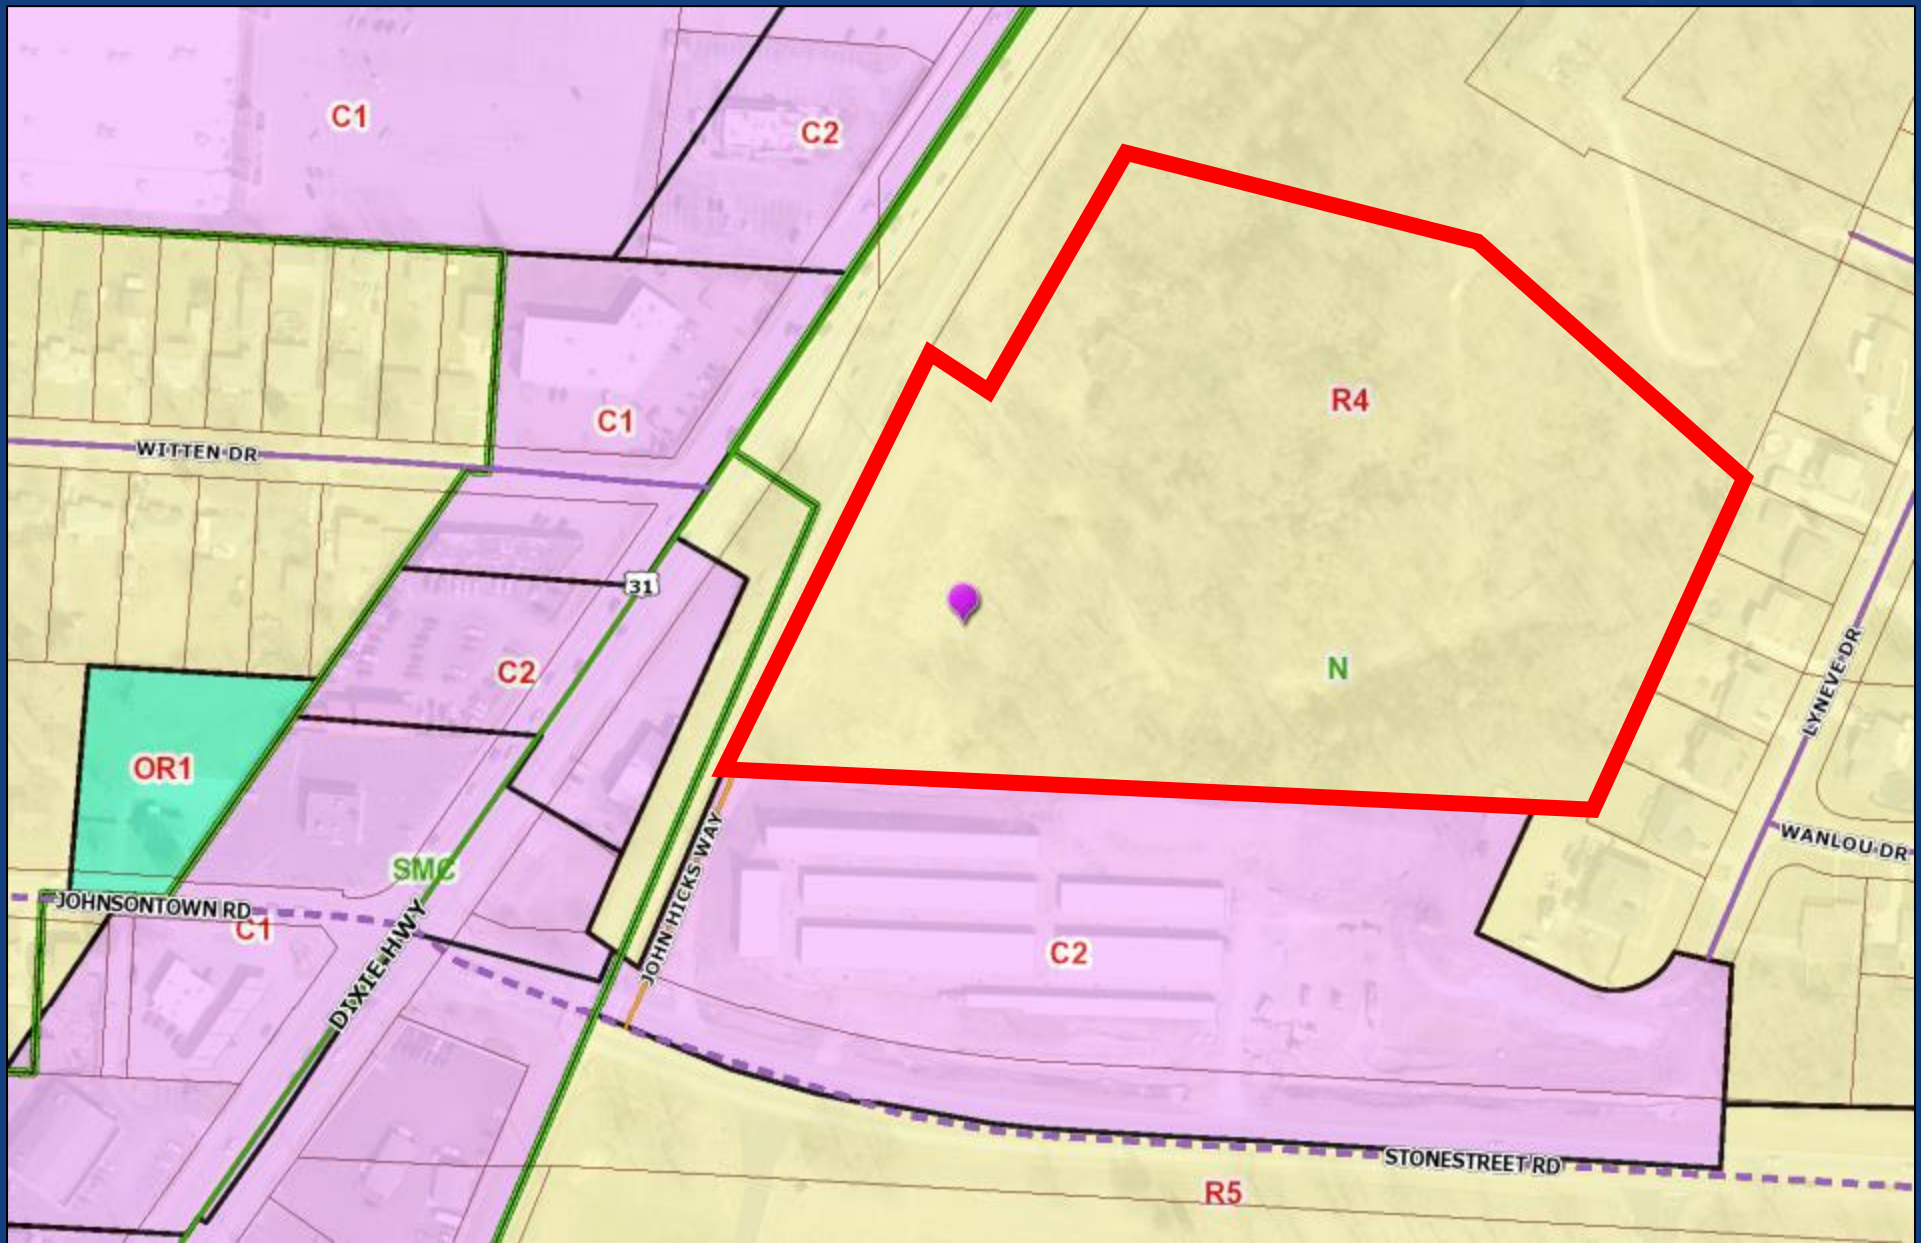 C1
C2
R4
C1
WITTEN DR
31
N
C2
LYNEVE DR
OR1
WANLOU DR
SMC
JOHN HICKS WAY
JOHNSONTOWN RD
C1
C2
DIXIE HWY
STONESTREET RD
R5